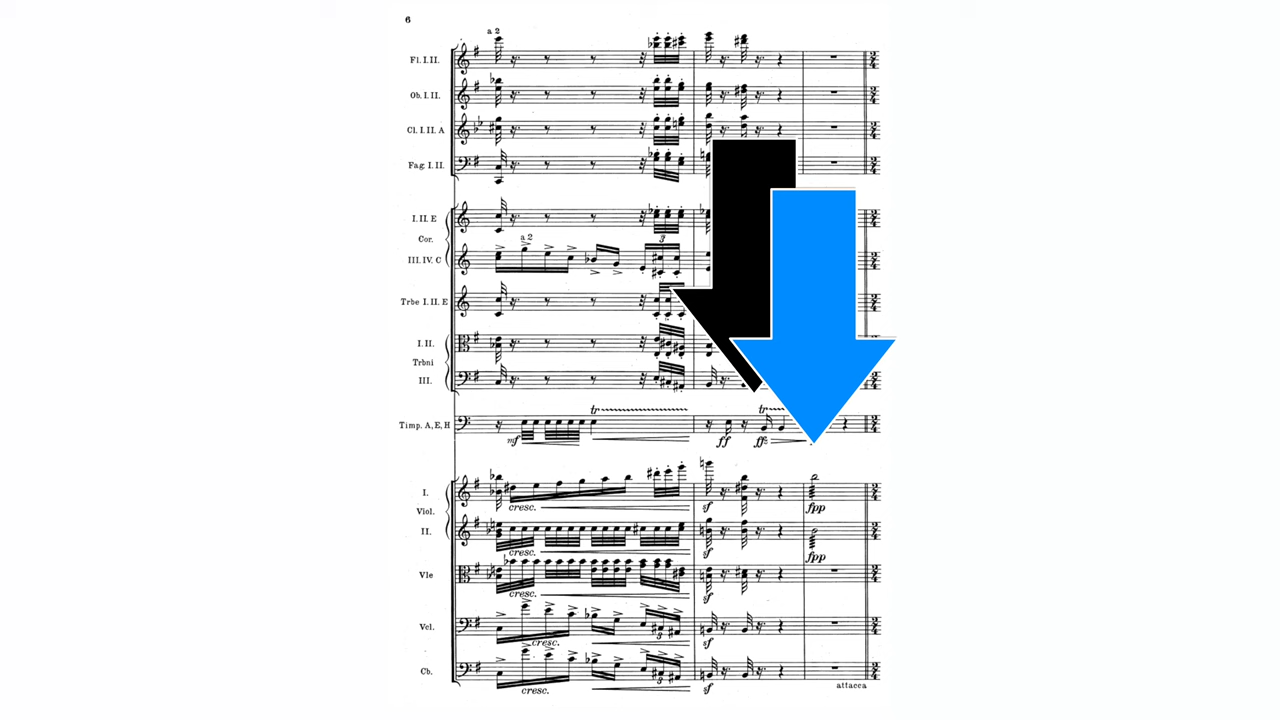 6
a 2
Fl. I. II.
Ob. I. II.
Cl. I. II. A
Fag. I. II.
I. II. E
Cor.
a 2
3
III. IV. C
Trbe I. II. E
I. II.
Trbni
III.
tr tr
Timp. A, E, H
mf ff ff
I.
cresc. sf fpp
Viol.
II.
cresc. sf fpp
Vle
cresc. sf
Vcl.
3
cresc. sf
Cb.
3
cresc. sf
attacca